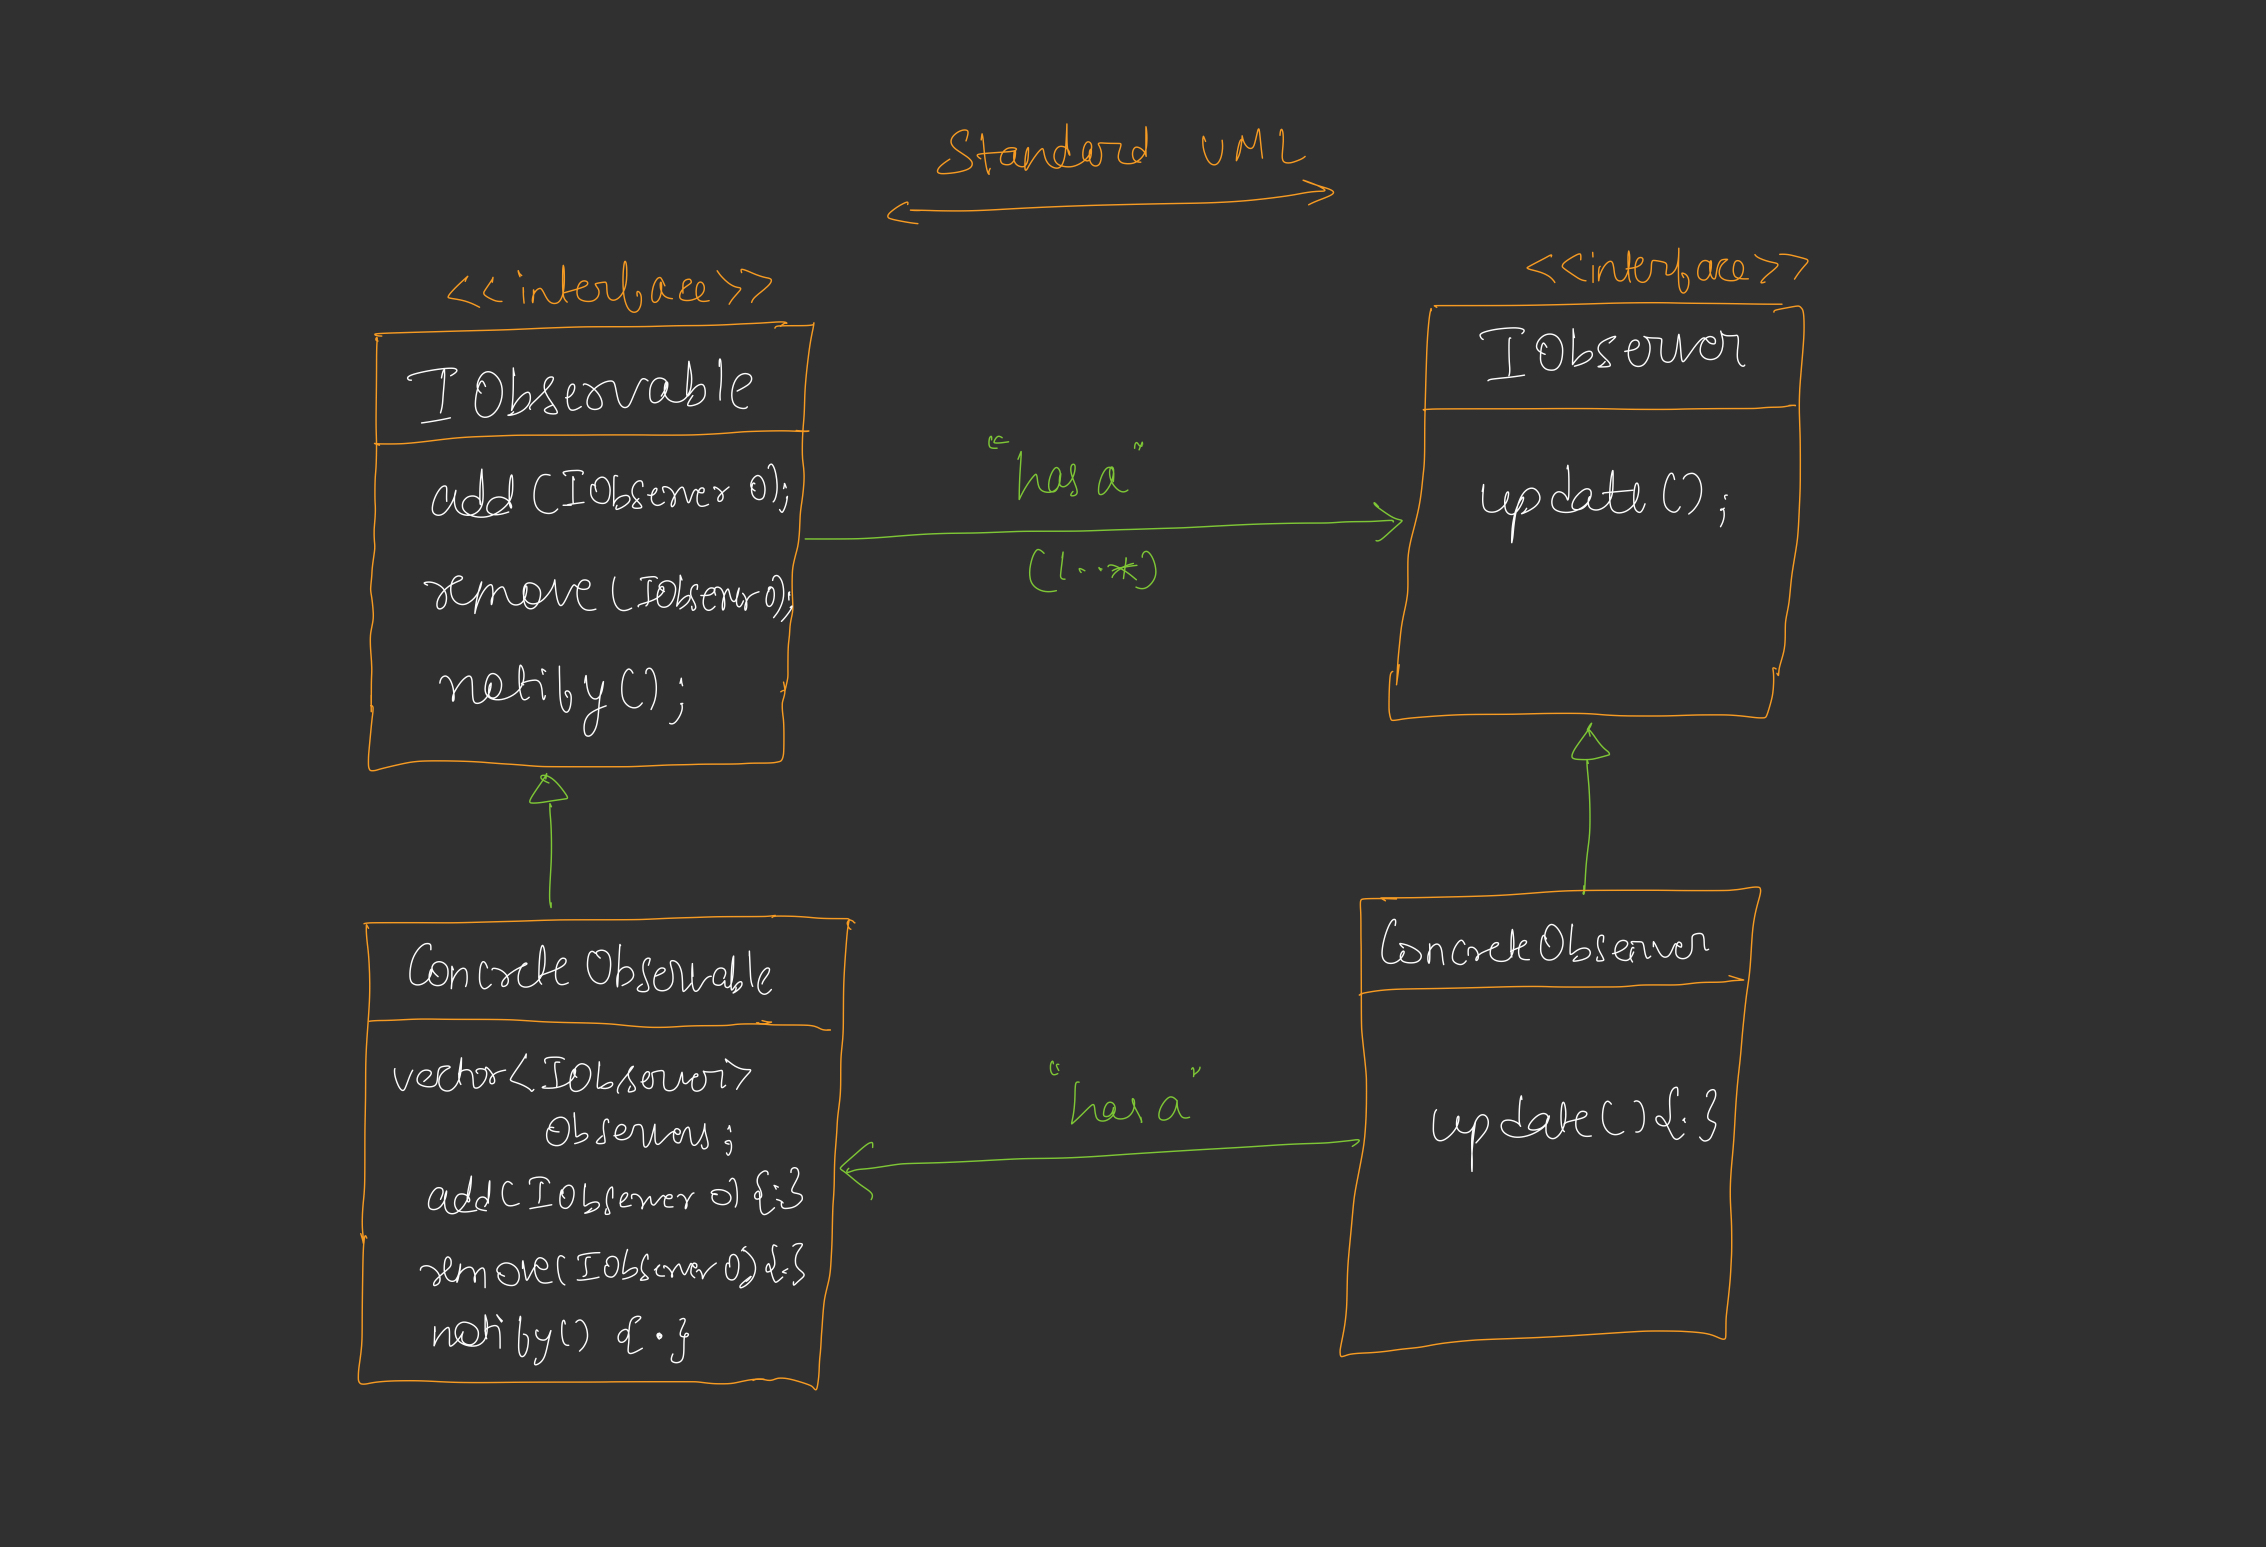 Standard UML
<<interface>>
IObservable
add(IObserver o);
remove(IObserver o);
notify();
"has a"
(1..*)
<<interface>>
IObserver
update();
ConcreteObservable
vector<IObserver>
Observers;
add(IObserver o){:}
remove(IObserver o){:}
notify() {.}
"has a"
ConcreteObserver
update(){:}